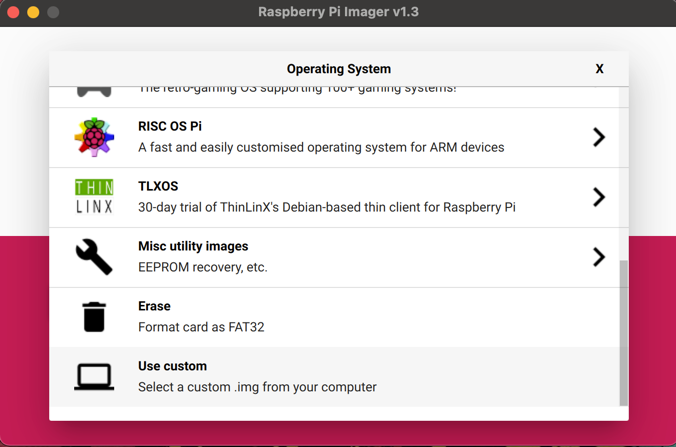 Raspberry Pi Imager v1.3
Operating System
X
The retro-gaming OS supporting 100+ gaming systems!
RISC OS Pi
A fast and easily customised operating system for ARM devices
THIN
LINX
TLXOS
30-day trial of ThinLinX's Debian-based thin client for Raspberry Pi
Misc utility images
EEPROM recovery, etc.
Erase
Format card as FAT32
Use custom
Select a custom .img from your computer